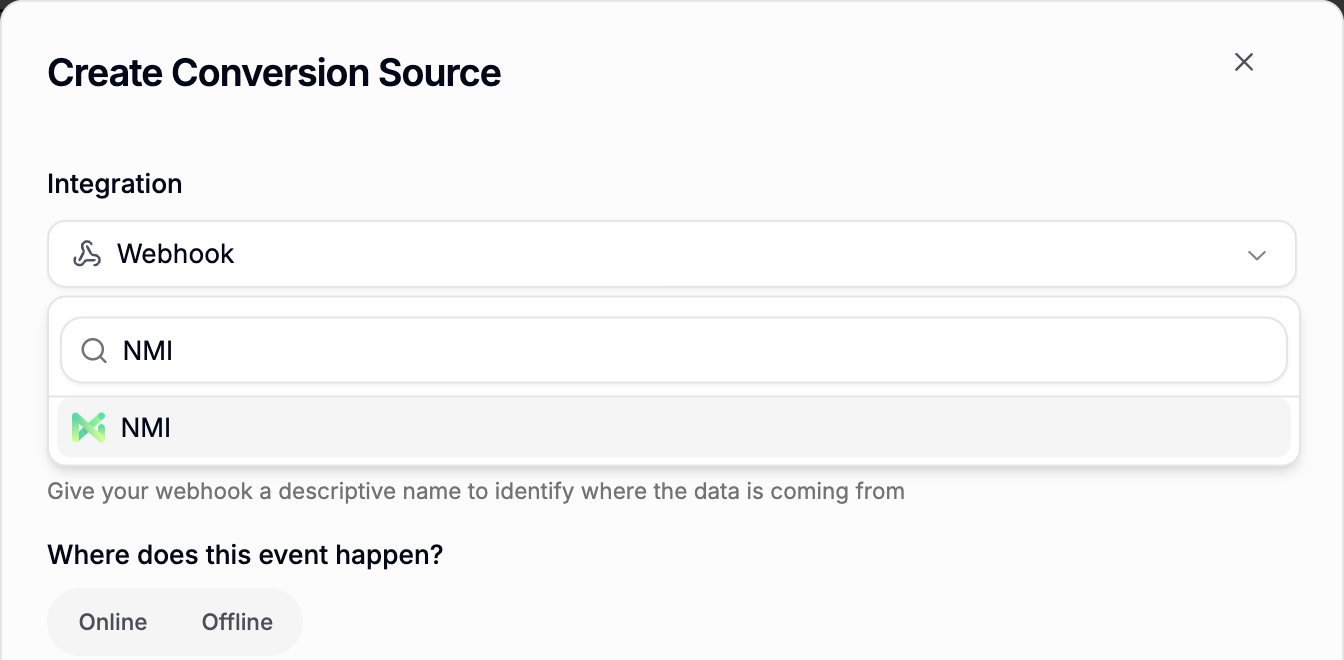 Create Conversion Source
Integration
Webhook
NMI
NMI
Give your webhook a descriptive name to identify where the data is coming from
Where does this event happen?
Online Offline